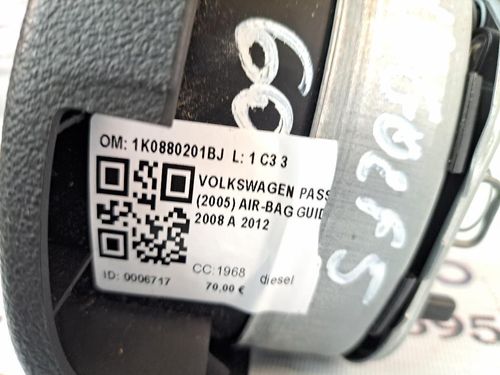 OM: 1K0880201BJ L: 1 C3 3
VOLKSWAGEN PASS
(2005) AIR-BAG GUID
2008 A 2012
CC:1968 diesel
ID: 0006717 70,00 €
60